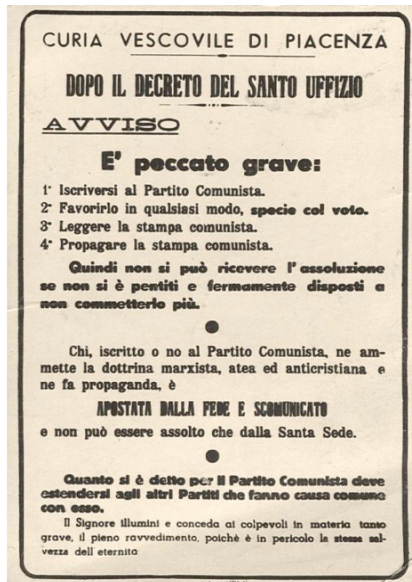 CURIA VESCOVILE DI PIACENZA
DOPO IL DECRETO DEL SANTO UFFIZIO
AVVISO
E' peccato grave:
1° Iscriversi al Partito Comunista.
2° Favorirlo in qualsiasi modo, specie col voto.
3° Leggere la stampa comunista.
4° Propagare la stampa comunista.
Quindi non si può ricevere l'assoluzione
se non si è pentiti e fermamente disposti a
non commetterlo più.
Chi, iscritto o no al Partito Comunista, ne am-
mette la dottrina marxista, atea ed anticristiana e
ne fa propaganda, è
APOSTATA DALLA FEDE E SCOMUNICATO
e non può essere assolto che dalla Santa Sede.
Quanto si è detto per il Partito Comunista deve
estendersi agli altri Partiti che fanno causa comune
con esso.
Il Signore illumini e conceda ai colpevoli in materia tanto
grave, il pieno ravvedimento, poichè è in pericolo la stessa sal-
vezza dell'eternità